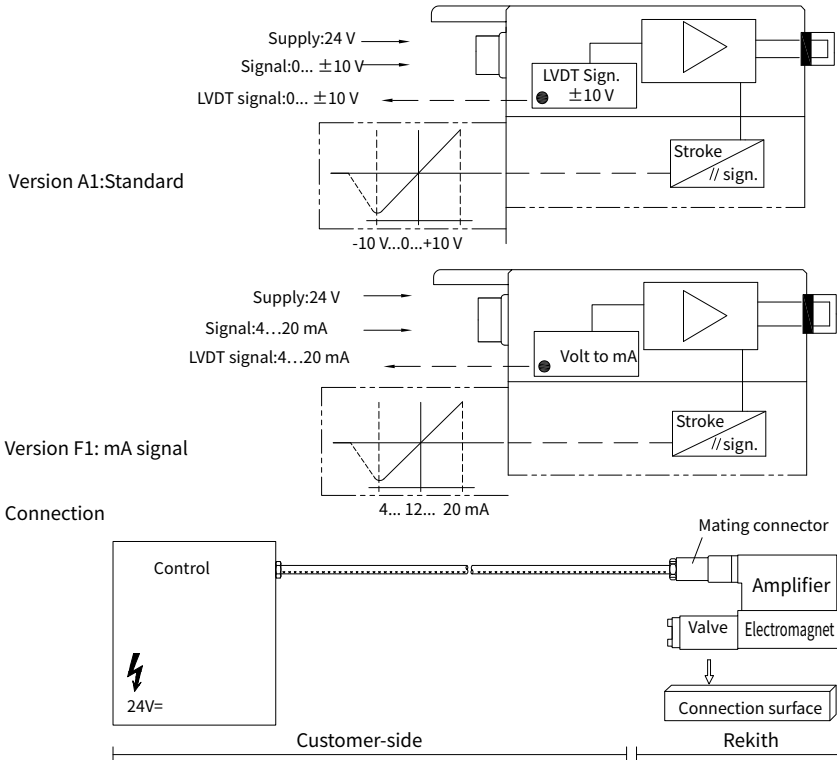 Supply:24 V
Signal:0... ±10 V
LVDT signal:0... ±10 V
LVDT Sign.
±10 V
Stroke
// sign.
Version A1:Standard
-10 V...0...+10 V
Supply:24 V
Signal:4...20 mA
LVDT signal:4...20 mA
Volt to mA
Stroke
// sign.
Version F1: mA signal
4... 12... 20 mA
Connection
Mating connector
Control
Amplifier
Valve
Electromagnet
24V=
Connection surface
Customer-side
Rekith